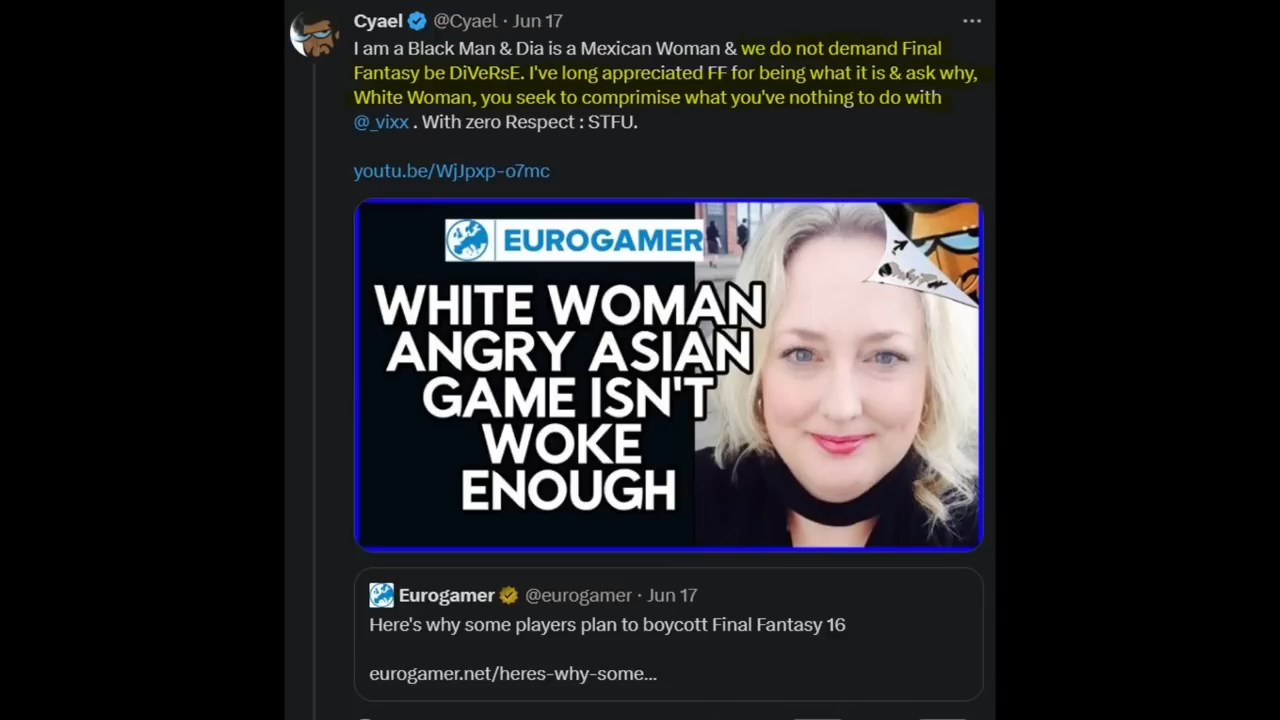 Cyael @Cyael · Jun 17
I am a Black Man & Dia is a Mexican Woman & we do not demand Final
Fantasy be DiVeRsE. I've long appreciated FF for being what it is & ask why,
White Woman, you seek to comprimise what you've nothing to do with
@_vixx . With zero Respect : STFU.
youtu.be/WjJpxp-o7mc
EUROGAMER
WHITE WOMAN
ANGRY ASIAN
GAME ISN'T
WOKE
ENOUGH
Eurogamer @eurogamer · Jun 17
Here's why some players plan to boycott Final Fantasy 16
eurogamer.net/heres-why-some...